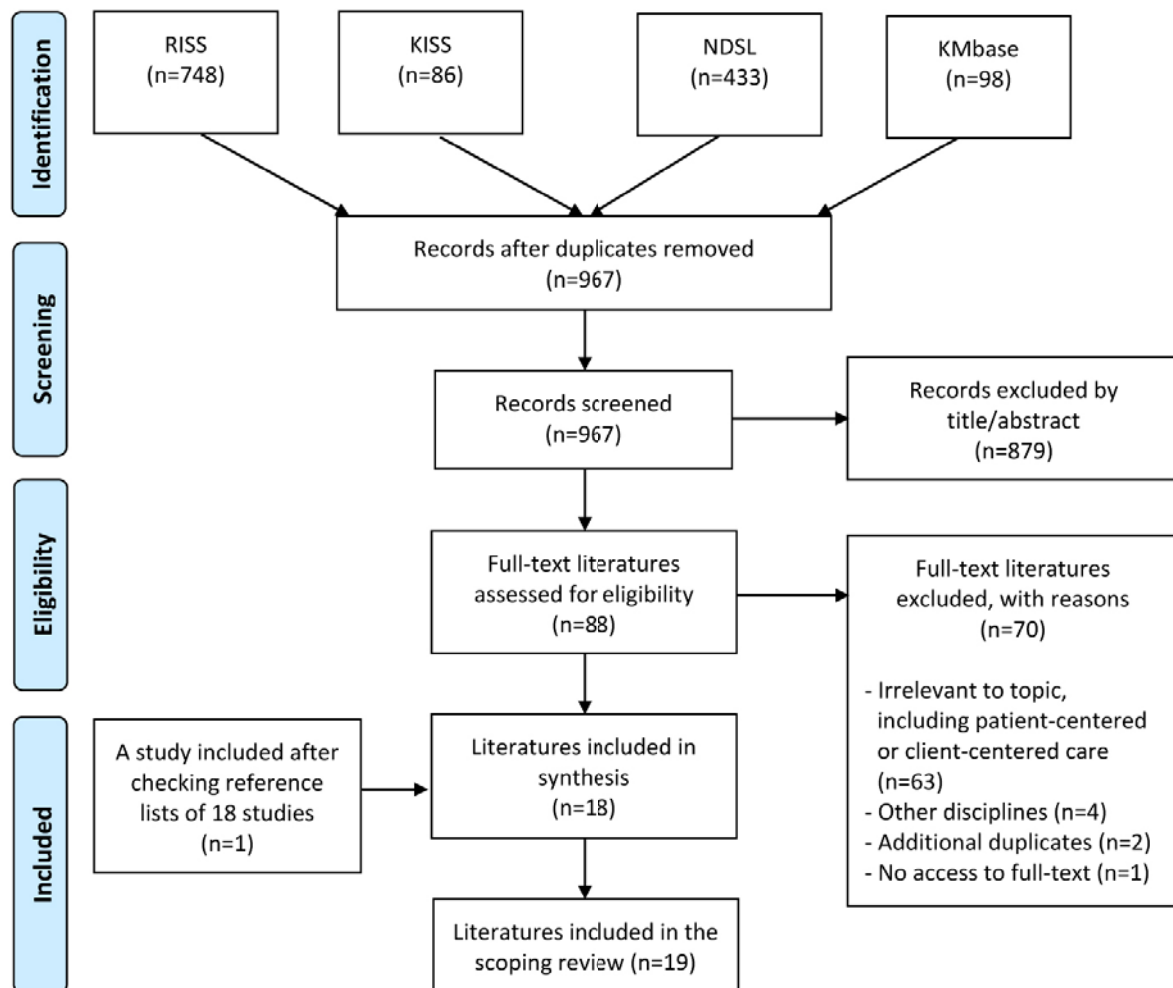 Identification
RISS
(n=748)
KISS
(n=86)
NDSL
(n=433)
KMbase
(n=98)
Records after duplicates removed
(n=967)
Screening
Records screened
(n=967)
Records excluded by
title/abstract
(n=879)
Eligibility
Full-text literatures
assessed for eligibility
(n=88)
Full-text literatures
excluded, with reasons
(n=70)
- Irrelevant to topic,
including patient-centered
or client-centered care
(n=63)
- Other disciplines (n=4)
- Additional duplicates (n=2)
- No access to full-text (n=1)
Included
A study included after
checking reference
lists of 18 studies
(n=1)
Literatures included in
synthesis
(n=18)
Literatures included in the
scoping review (n=19)